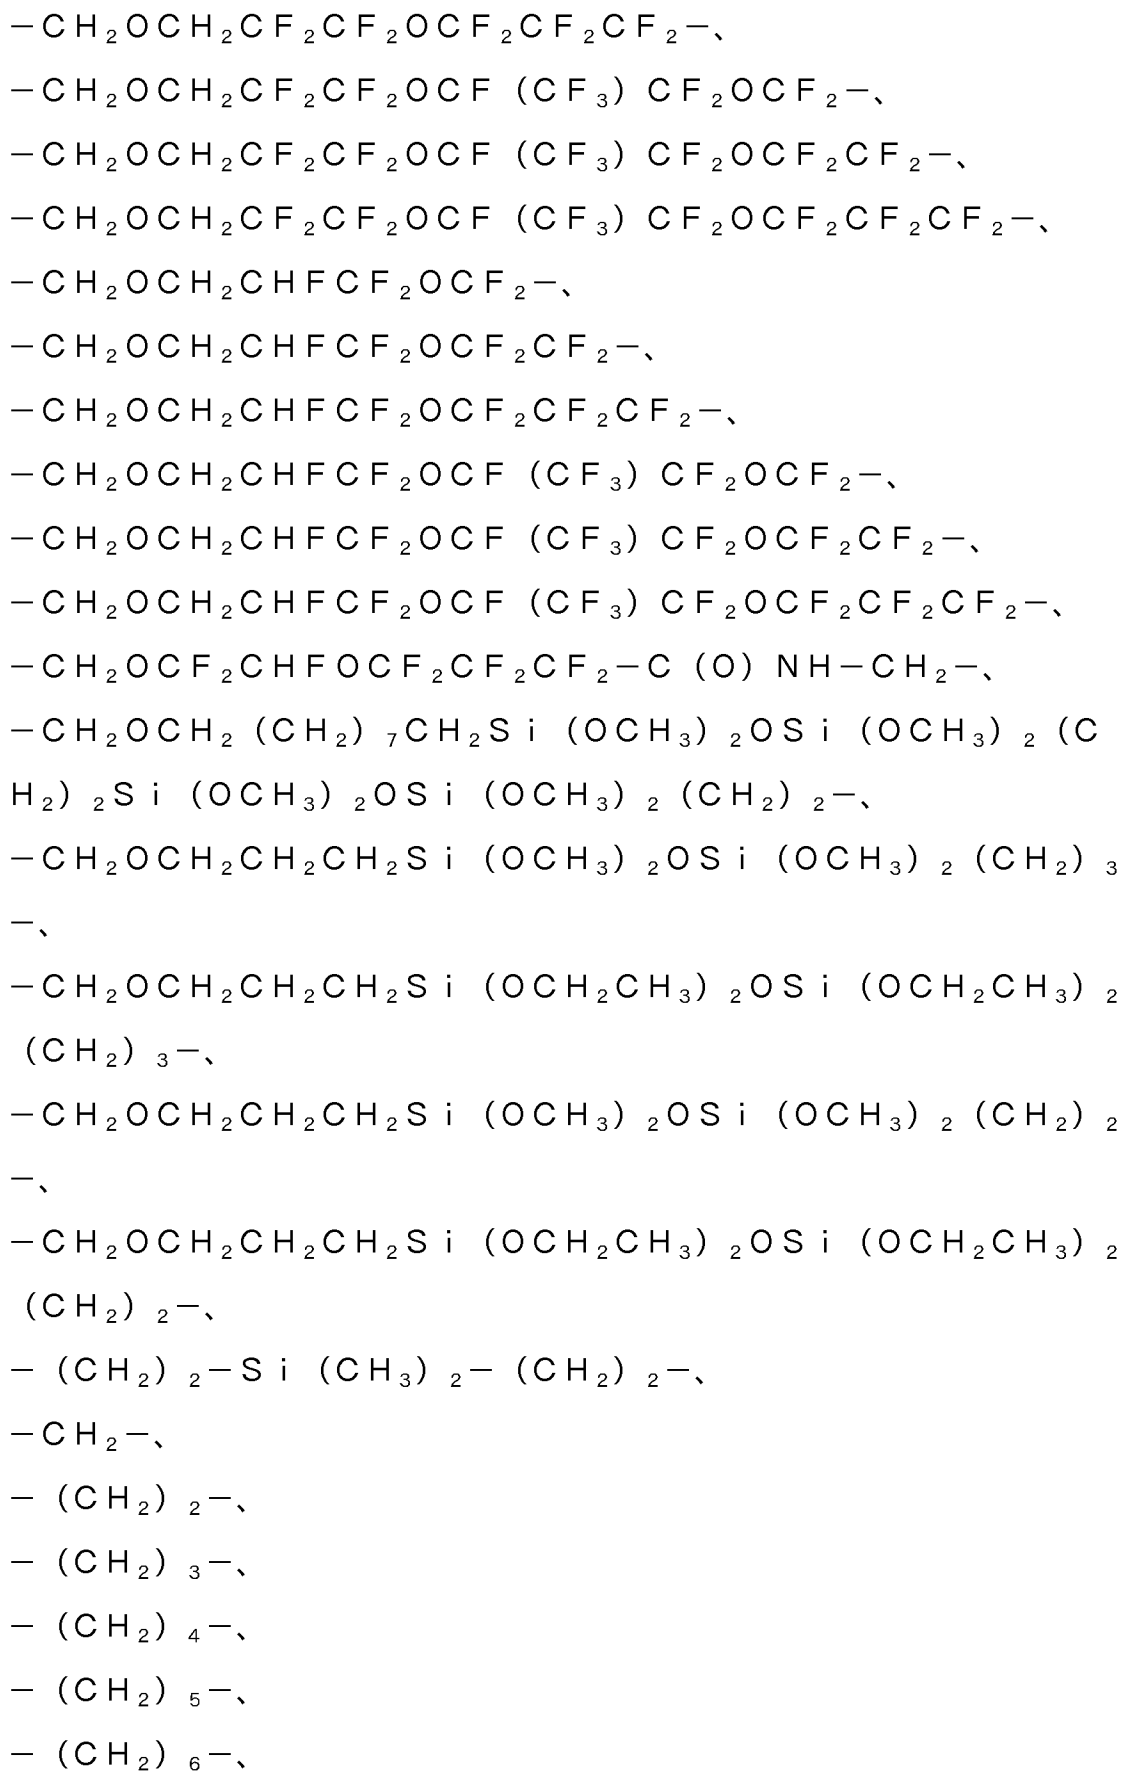 －ＣＨ₂ＯＣＨ₂ＣＦ₂ＣＦ₂ＯＣＦ₂ＣＦ₂ＣＦ₂－、
－ＣＨ₂ＯＣＨ₂ＣＦ₂ＣＦ₂ＯＣＦ（ＣＦ₃）ＣＦ₂ＯＣＦ₂－、
－ＣＨ₂ＯＣＨ₂ＣＦ₂ＣＦ₂ＯＣＦ（ＣＦ₃）ＣＦ₂ＯＣＦ₂ＣＦ₂－、
－ＣＨ₂ＯＣＨ₂ＣＦ₂ＣＦ₂ＯＣＦ（ＣＦ₃）ＣＦ₂ＯＣＦ₂ＣＦ₂ＣＦ₂－、
－ＣＨ₂ＯＣＨ₂ＣＨＦＣＦ₂ＯＣＦ₂－、
－ＣＨ₂ＯＣＨ₂ＣＨＦＣＦ₂ＯＣＦ₂ＣＦ₂－、
－ＣＨ₂ＯＣＨ₂ＣＨＦＣＦ₂ＯＣＦ₂ＣＦ₂ＣＦ₂－、
－ＣＨ₂ＯＣＨ₂ＣＨＦＣＦ₂ＯＣＦ（ＣＦ₃）ＣＦ₂ＯＣＦ₂－、
－ＣＨ₂ＯＣＨ₂ＣＨＦＣＦ₂ＯＣＦ（ＣＦ₃）ＣＦ₂ＯＣＦ₂ＣＦ₂－、
－ＣＨ₂ＯＣＨ₂ＣＨＦＣＦ₂ＯＣＦ（ＣＦ₃）ＣＦ₂ＯＣＦ₂ＣＦ₂ＣＦ₂－、
－ＣＨ₂ＯＣＦ₂ＣＨＦＯＣＦ₂ＣＦ₂ＣＦ₂－Ｃ（Ｏ）ＮＨ－ＣＨ₂－、
－ＣＨ₂ＯＣＨ₂（ＣＨ₂）₇ＣＨ₂Ｓｉ（ＯＣＨ₃）₂ＯＳｉ（ＯＣＨ₃）₂（Ｃ
Ｈ₂）₂Ｓｉ（ＯＣＨ₃）₂ＯＳｉ（ＯＣＨ₃）₂（ＣＨ₂）₂－、
－ＣＨ₂ＯＣＨ₂ＣＨ₂ＣＨ₂Ｓｉ（ＯＣＨ₃）₂ＯＳｉ（ＯＣＨ₃）₂（ＣＨ₂）₃
－、
－ＣＨ₂ＯＣＨ₂ＣＨ₂ＣＨ₂Ｓｉ（ＯＣＨ₂ＣＨ₃）₂ＯＳｉ（ＯＣＨ₂ＣＨ₃）₂
（ＣＨ₂）₃－、
－ＣＨ₂ＯＣＨ₂ＣＨ₂ＣＨ₂Ｓｉ（ＯＣＨ₃）₂ＯＳｉ（ＯＣＨ₃）₂（ＣＨ₂）₂
－、
－ＣＨ₂ＯＣＨ₂ＣＨ₂ＣＨ₂Ｓｉ（ＯＣＨ₂ＣＨ₃）₂ＯＳｉ（ＯＣＨ₂ＣＨ₃）₂
（ＣＨ₂）₂－、
－（ＣＨ₂）₂－Ｓｉ（ＣＨ₃）₂－（ＣＨ₂）₂－、
－ＣＨ₂－、
－（ＣＨ₂）₂－、
－（ＣＨ₂）₃－、
－（ＣＨ₂）₄－、
－（ＣＨ₂）₅－、
－（ＣＨ₂）₆－、